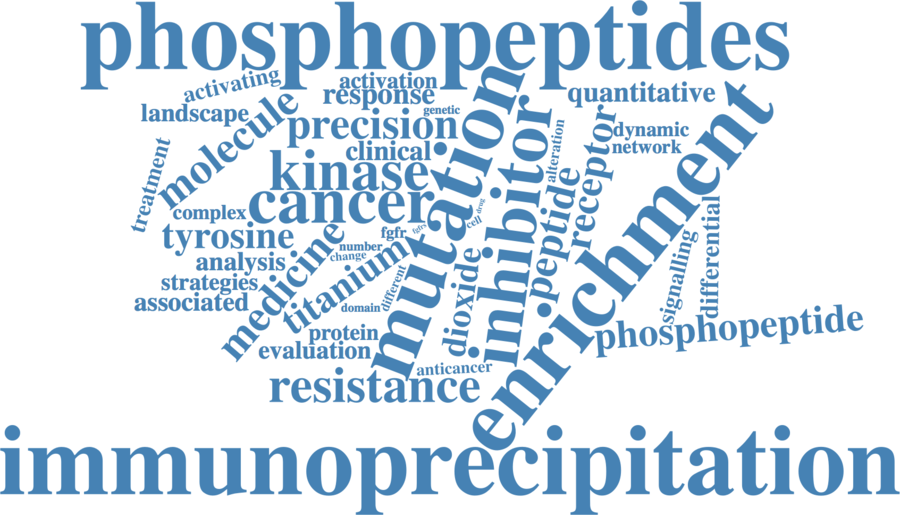 phosphopeptides
activating
activation
response
landscape
molecule
genetic
precision
quantitative
clinical
kinase
cancer
mutation
inhibitor
alteration
receptor
dynamic
network
enrichment
treatment
complex
tyrosine
analysis
strategies
associated
medicine
number
change
fgfr
fgfrs
cell
drug
titanium
domain
different
peptide
dioxide
signalling
differential
protein
evaluation
anticancer
resistance
phosphopeptide
immunoprecipitation